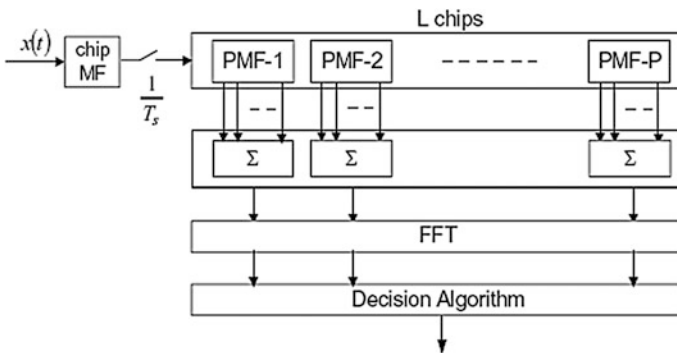 L chips
x(t)
chip
MF
1
T_s
PMF-1 PMF-2 PMF-P
Σ Σ Σ
FFT
Decision Algorithm